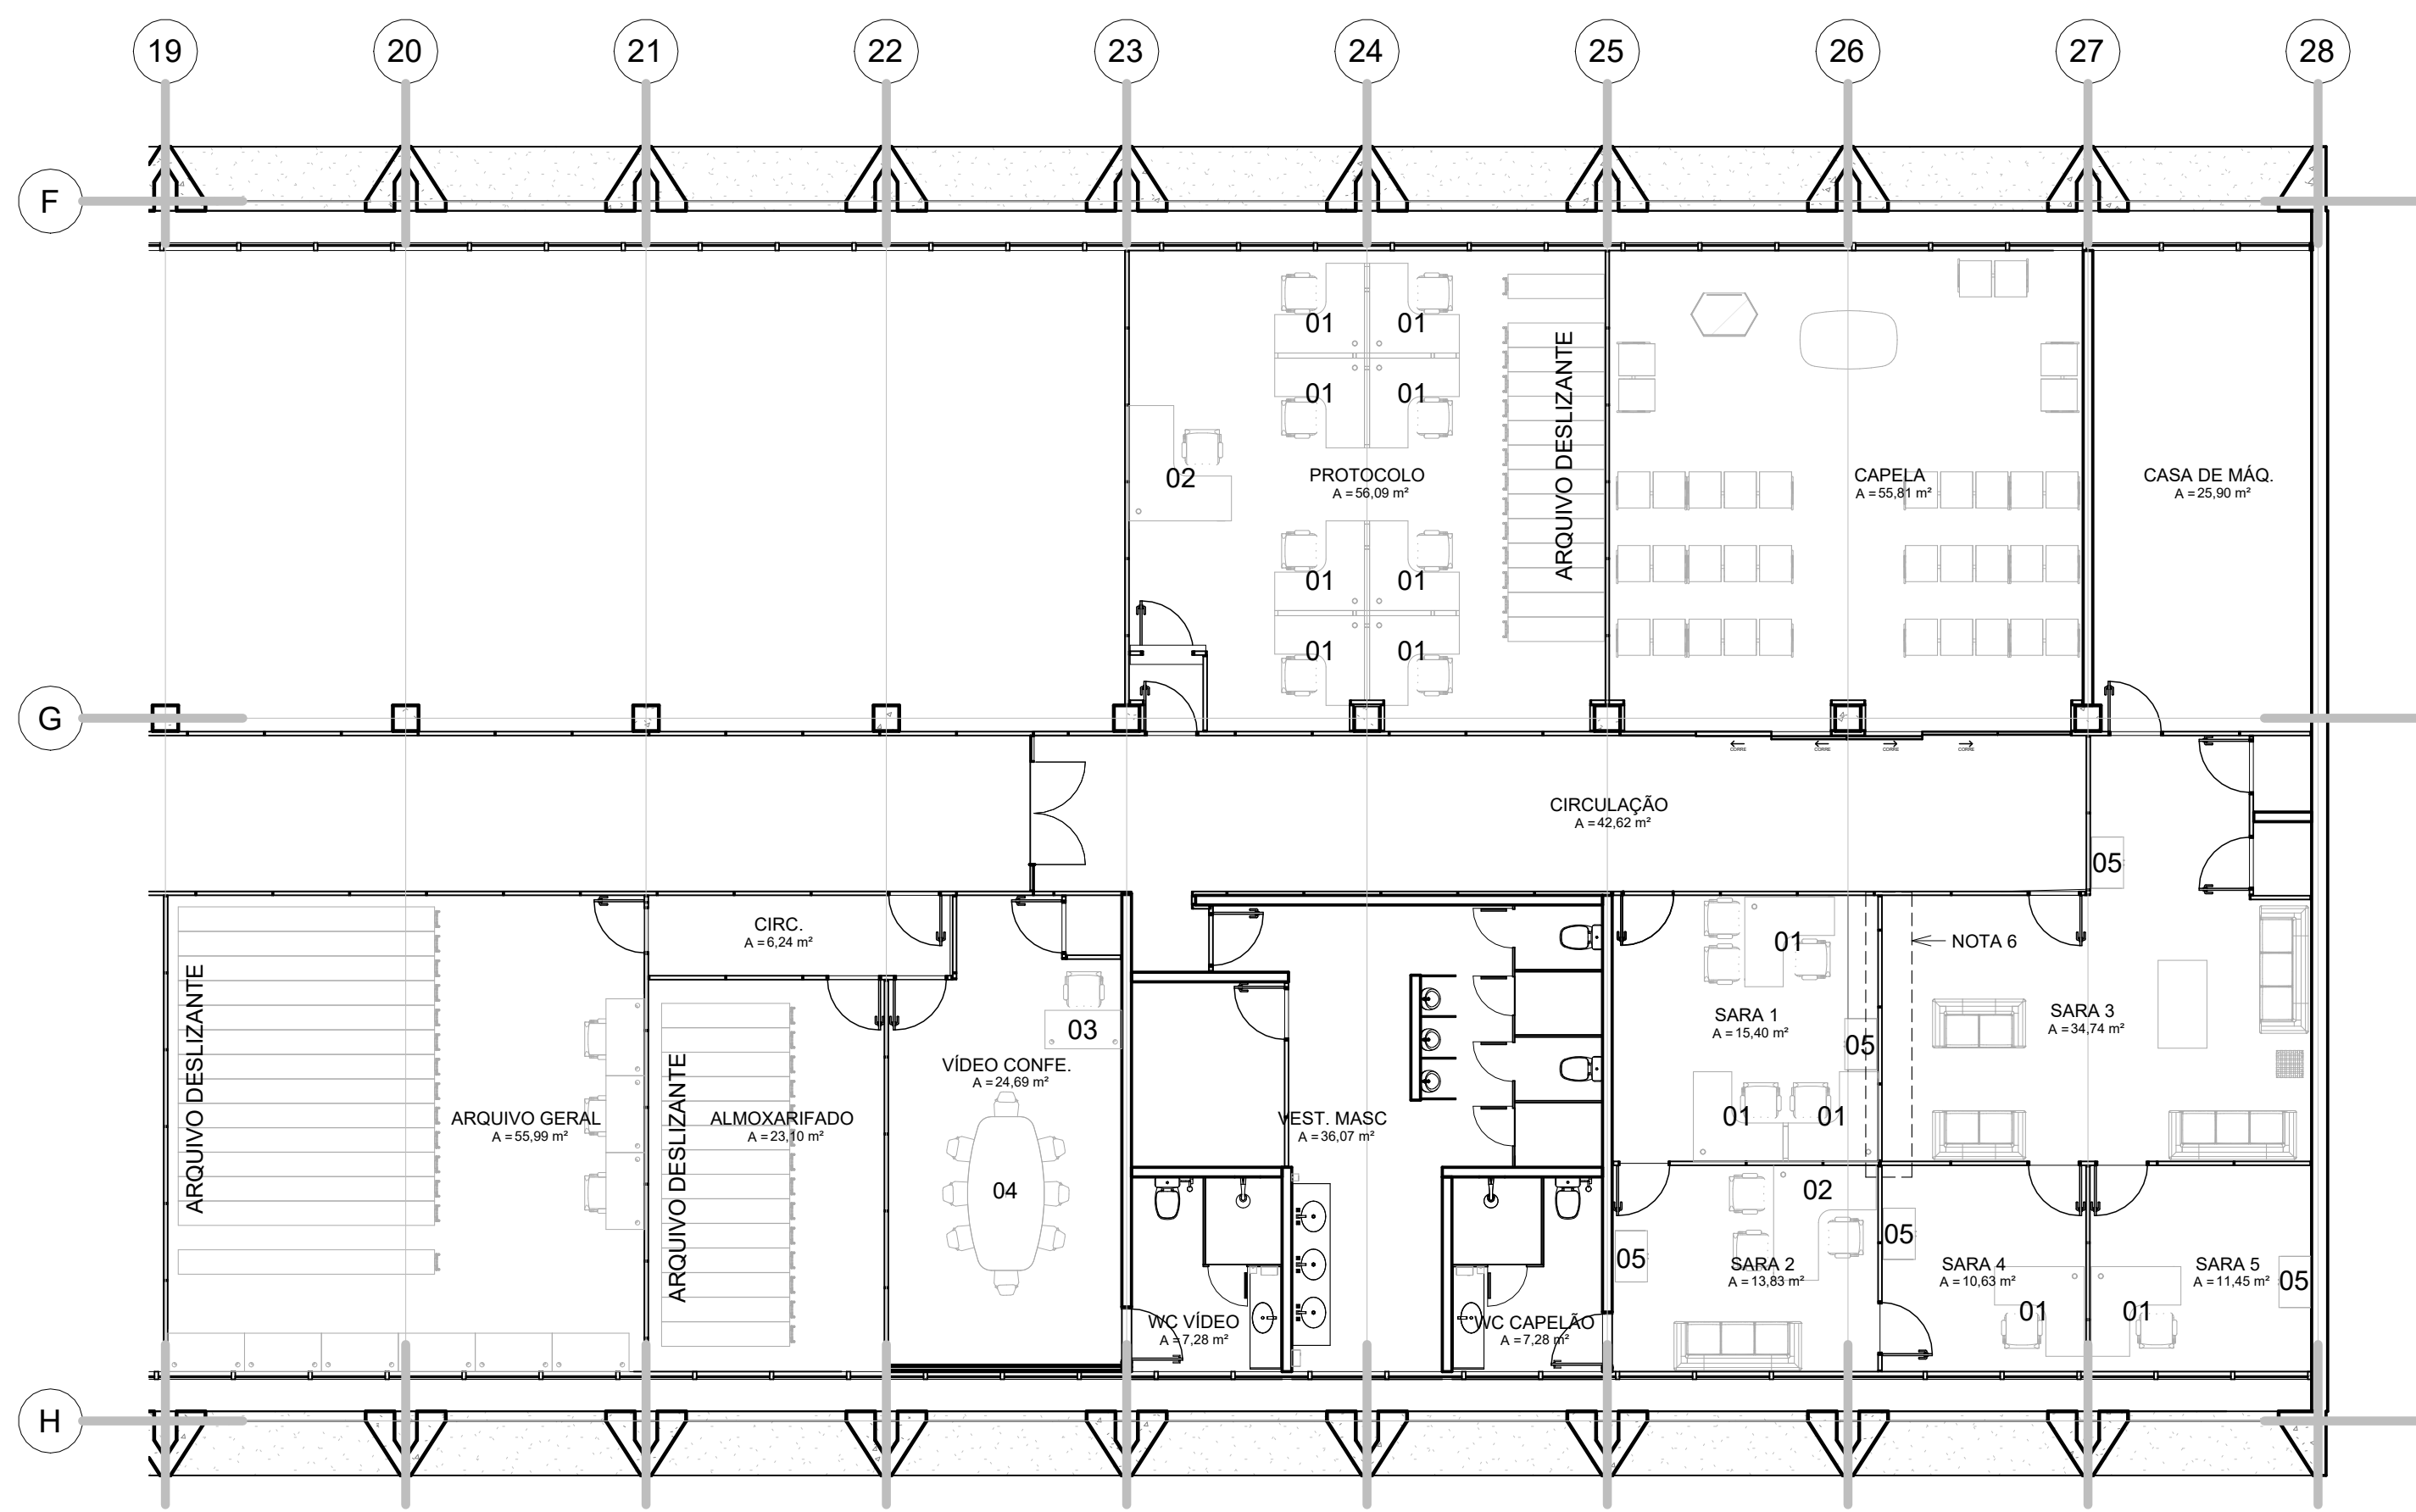 19
20
21
22
23
24
25
26
27
28
F
01
01
01
01
02
PROTOCOLO
A = 56,09 m²
ARQUIVO DESLIZANTE
CAPELA
A = 55,81 m²
CASA DE MÁQ.
A = 25,90 m²
01
01
01
01
G
CORRE
CORRE
CORRE
CORRE
CIRCULAÇÃO
A = 42,62 m²
05
CIRC.
A = 6,24 m²
01
NOTA 6
ARQUIVO DESLIZANTE
03
SARA 1
A = 15,40 m²
05
SARA 3
A = 34,74 m²
VÍDEO CONFE.
A = 24,69 m²
ARQUIVO GERAL
A = 55,99 m²
ALMOXARIFADO
A = 23,10 m²
ARQUIVO DESLIZANTE
VEST. MASC
A = 36,07 m²
01
01
04
02
05
05
SARA 2
A = 13,83 m²
SARA 4
A = 10,63 m²
SARA 5
A = 11,45 m²
05
WC VÍDEO
A = 7,28 m²
WC CAPELÃO
A = 7,28 m²
01
01
H